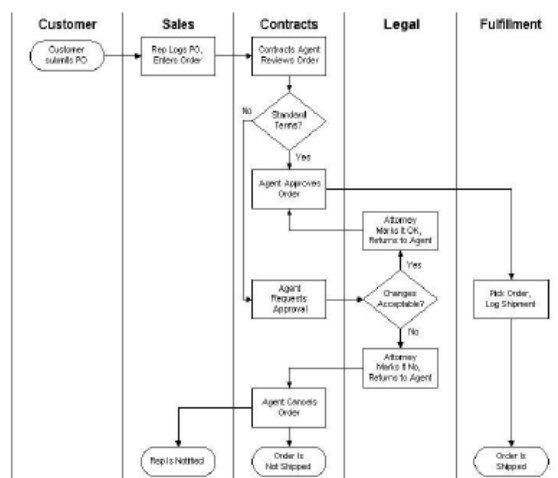 Customer
Sales
Contracts
Legal
Fulfillment
Customer
submits PO
Rep Logs PO,
Enters Order
Contracts Agent
Reviews Order
No
Standard
Terms?
Yes
Agent Approves
Order
Attorney
Marks It OK,
Returns to Agent
Yes
Agent
Requests
Approval
Changes
Acceptable?
Pick Order,
Log Shipment
No
Attorney
Marks It No,
Returns to Agent
Agent Cancels
Order
Rep Is Notified
Order Is
Not Shipped
Order Is
Shipped